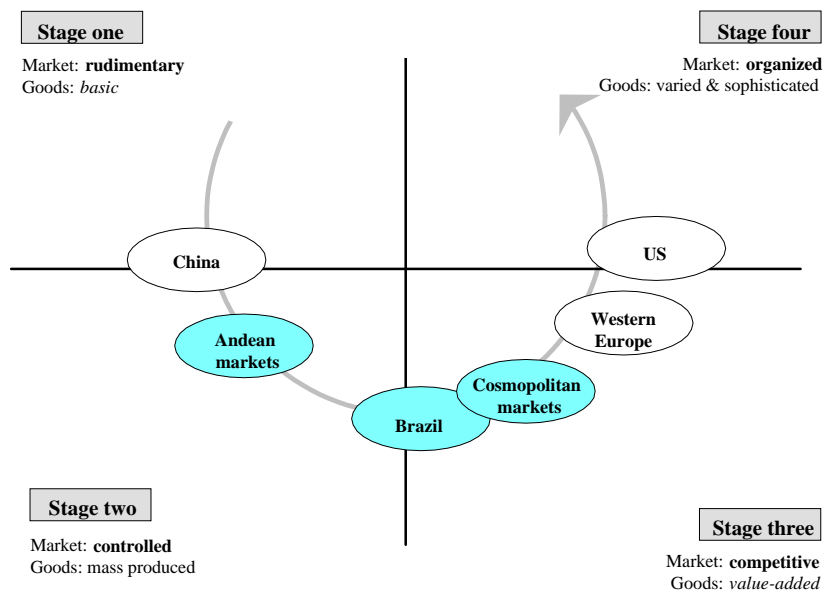 Stage one
Market: rudimentary
Goods: basic
Stage four
Market: organized
Goods: varied & sophisticated
China
US
Andean
markets
Western
Europe
Cosmopolitan
markets
Brazil
Stage two
Market: controlled
Goods: mass produced
Stage three
Market: competitive
Goods: value-added